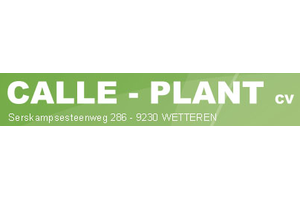 CALLE - PLANT cv
Serskampsesteenweg 286 - 9230 WETTEREN